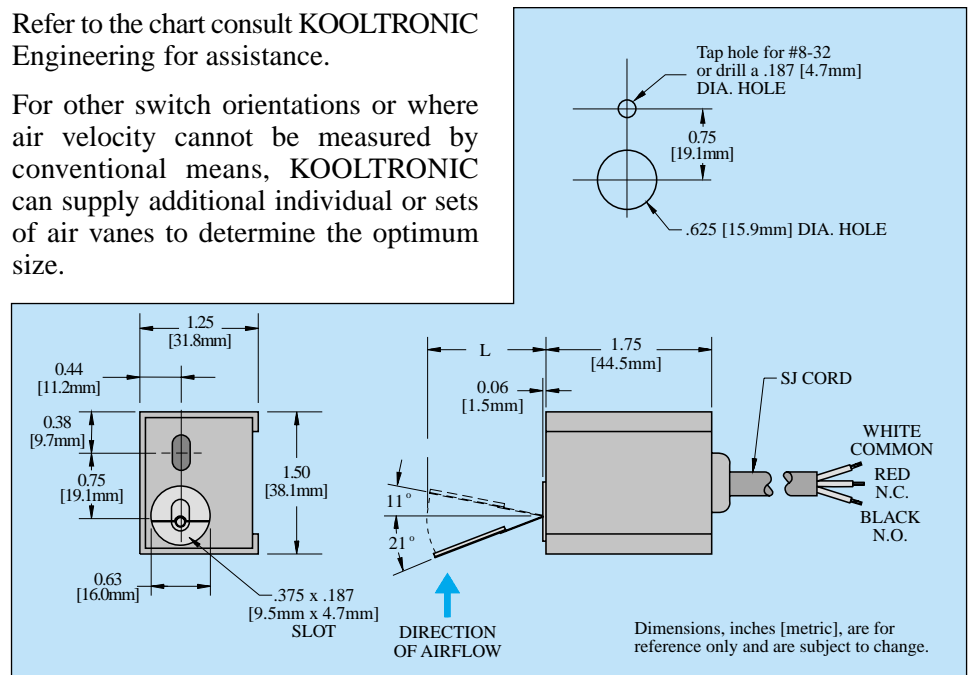 Refer to the chart consult KOOLTRONIC
Engineering for assistance.
For other switch orientations or where
air velocity cannot be measured by
conventional means, KOOLTRONIC
can supply additional individual or sets
of air vanes to determine the optimum
size.
Tap hole for #8-32
or drill a .187 [4.7mm]
DIA. HOLE
0.75
[19.1mm]
.625 [15.9mm] DIA. HOLE
1.25
[31.8mm]
0.44
[11.2mm]
0.38
[9.7mm]
0.75
[19.1mm]
1.50
[38.1mm]
0.63
[16.0mm]
.375 x .187
[9.5mm x 4.7mm]
SLOT
L
1.75
[44.5mm]
0.06
[1.5mm]
11°
21°
DIRECTION
OF AIRFLOW
SJ CORD
WHITE
COMMON
RED
N.C.
BLACK
N.O.
Dimensions, inches [metric], are for
reference only and are subject to change.